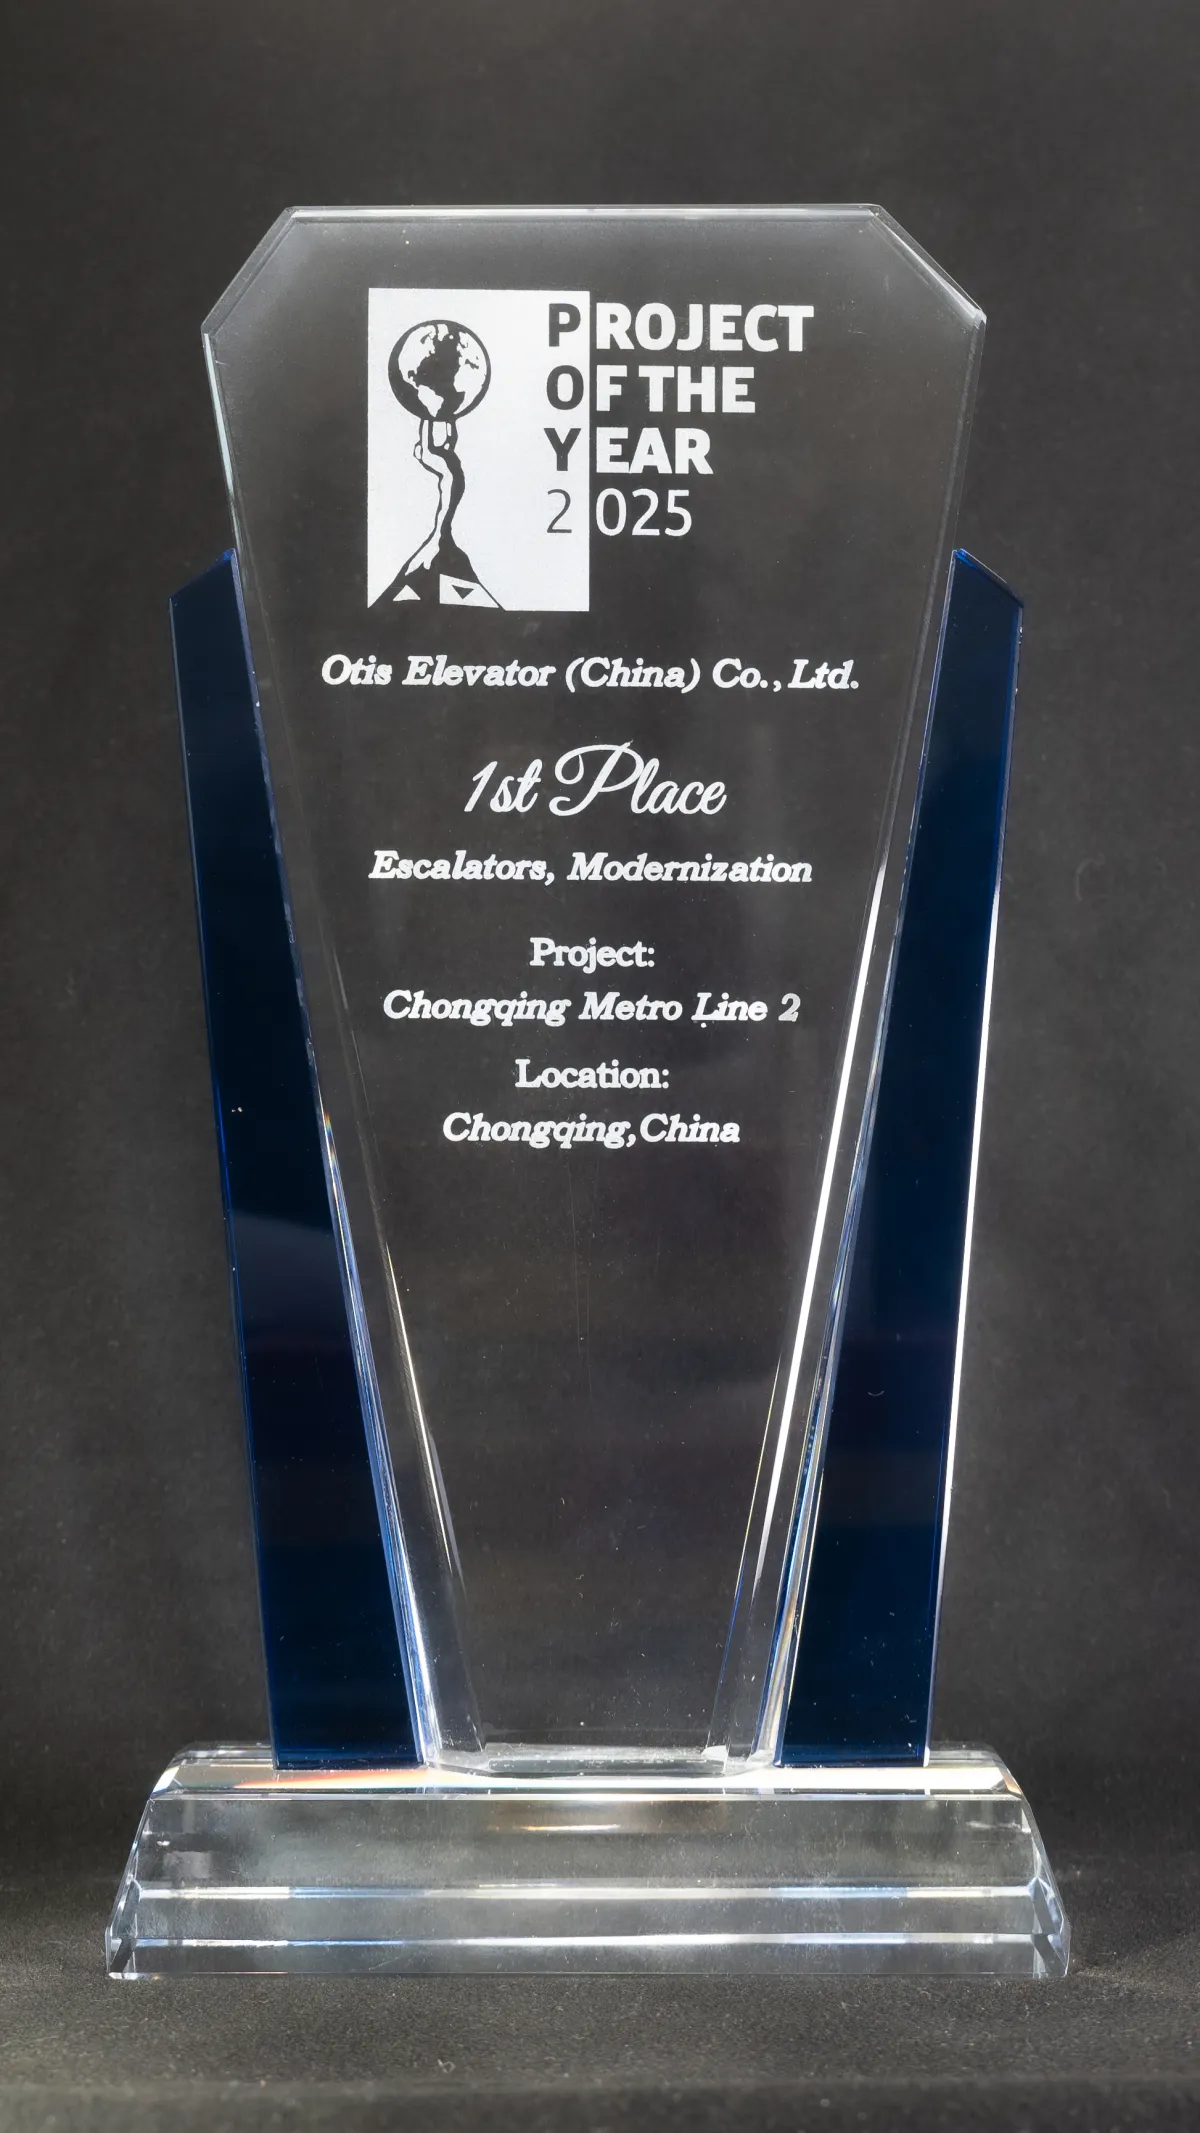 PROJECT
OF THE
YEAR
2025
Otis Elevator (China) Co., Ltd.
1st Place
Escalators, Modernization
Project:
Chongqing Metro Line 2
Location:
Chongqing, China